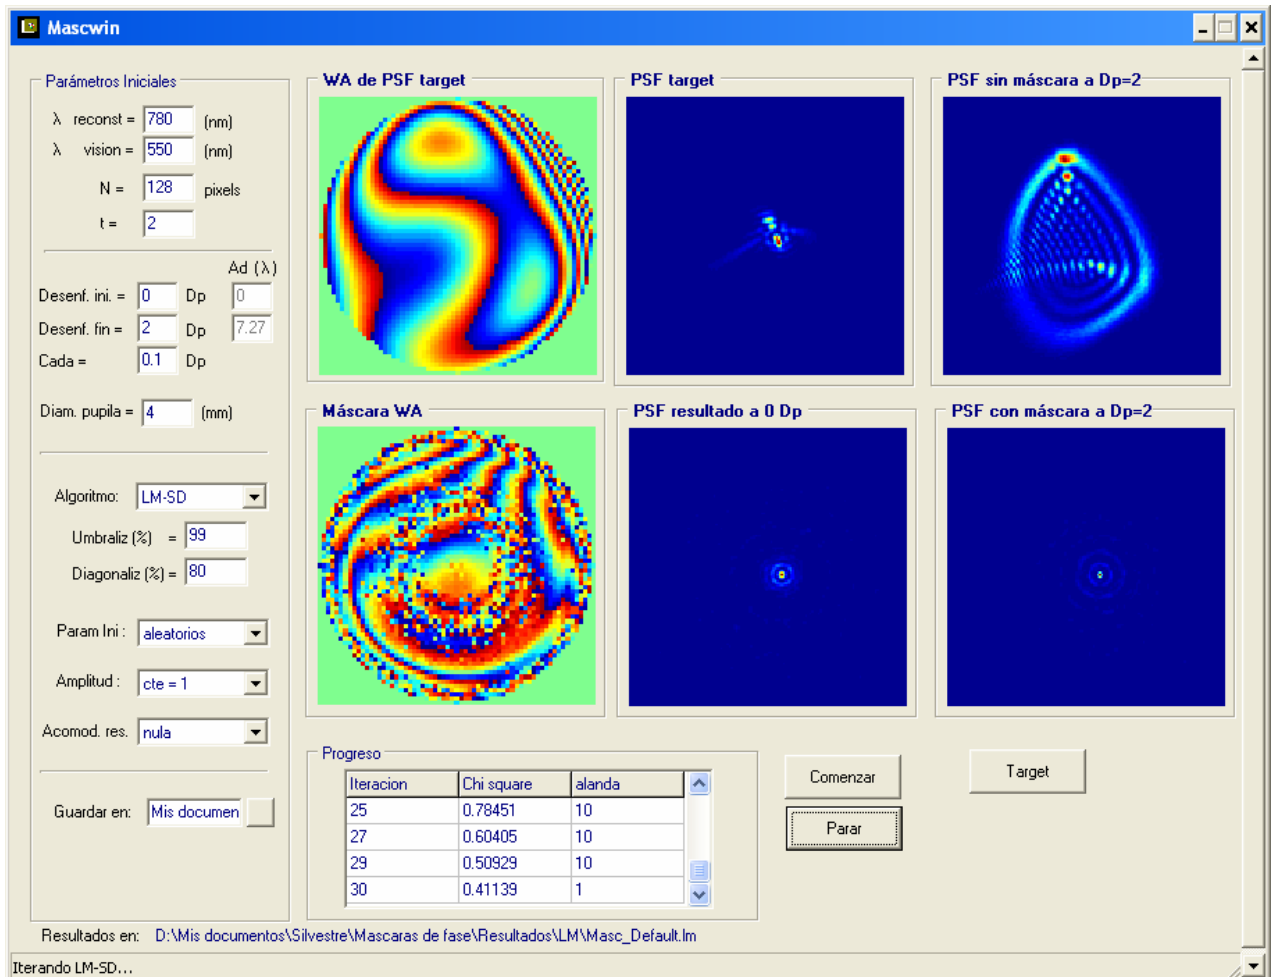 Mascwin
Parámetros Iniciales
λ reconst = 780 (nm)
λ vision = 550 (nm)
N = 128 pixels
t = 2
Ad (λ)
Desenf. ini. = 0 Dp 0
Desenf. fin = 2 Dp 7.27
Cada = 0.1 Dp
Diam. pupila = 4 (mm)
Algoritmo: LM-SD
Umbraliz (%) = 99
Diagonaliz (%) = 80
Param Ini : aleatorios
Amplitud : cte = 1
Acomod. res. nula
Guardar en: Mis documen
WA de PSF target
PSF target
PSF sin máscara a Dp=2
Máscara WA
PSF resultado a 0 Dp
PSF con máscara a Dp=2
Progreso
Iteracion Chi square alanda
25 0.78451 10
27 0.60405 10
29 0.50929 10
30 0.41139 1
Comenzar
Parar
Target
Resultados en: D:\Mis documentos\Silvestre\Mascaras de fase\Resultados\LM\Masc_Default.lm
Iterando LM-SD...